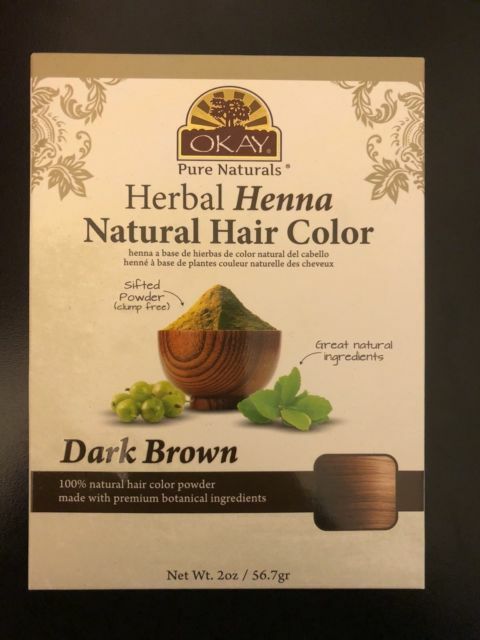 OKAY®
Pure Naturals®
Herbal Henna
Natural Hair Color
henna a base de hierbas de color natural del cabello
henné à base de plantes couleur naturelle des cheveux
Sifted
Powder
(clump free)
Great natural
ingredients
Dark Brown
100% natural hair color powder
made with premium botanical ingredients
Net Wt. 2oz / 56.7gr